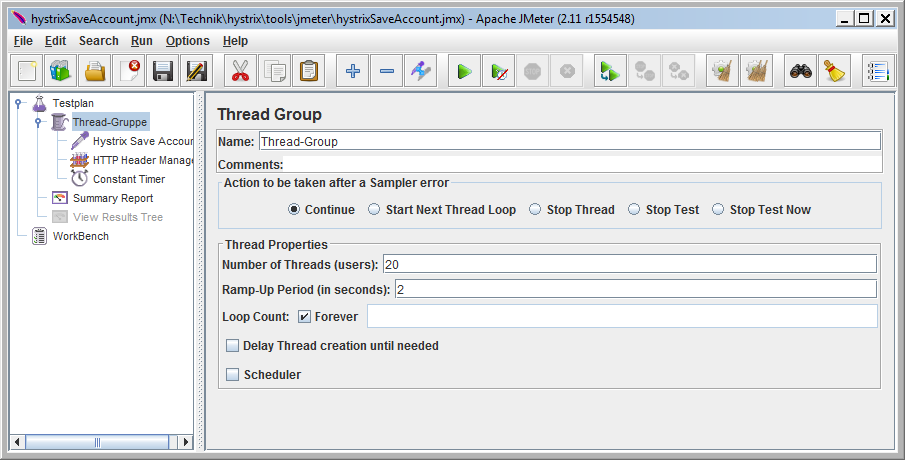 hystrixSaveAccount.jmx (N:\Technik\hystrix\tools\jmeter\hystrixSaveAccount.jmx) - Apache JMeter (2.11 r1554548)
File Edit Search Run Options Help
Testplan
Thread-Gruppe
Hystrix Save Accour
HTTP Header Manage
Constant Timer
Summary Report
View Results Tree
WorkBench
Thread Group
Name: Thread-Group
Comments:
Action to be taken after a Sampler error
Continue Start Next Thread Loop Stop Thread Stop Test Stop Test Now
Thread Properties
Number of Threads (users): 20
Ramp-Up Period (in seconds): 2
Loop Count: Forever
Delay Thread creation until needed
Scheduler